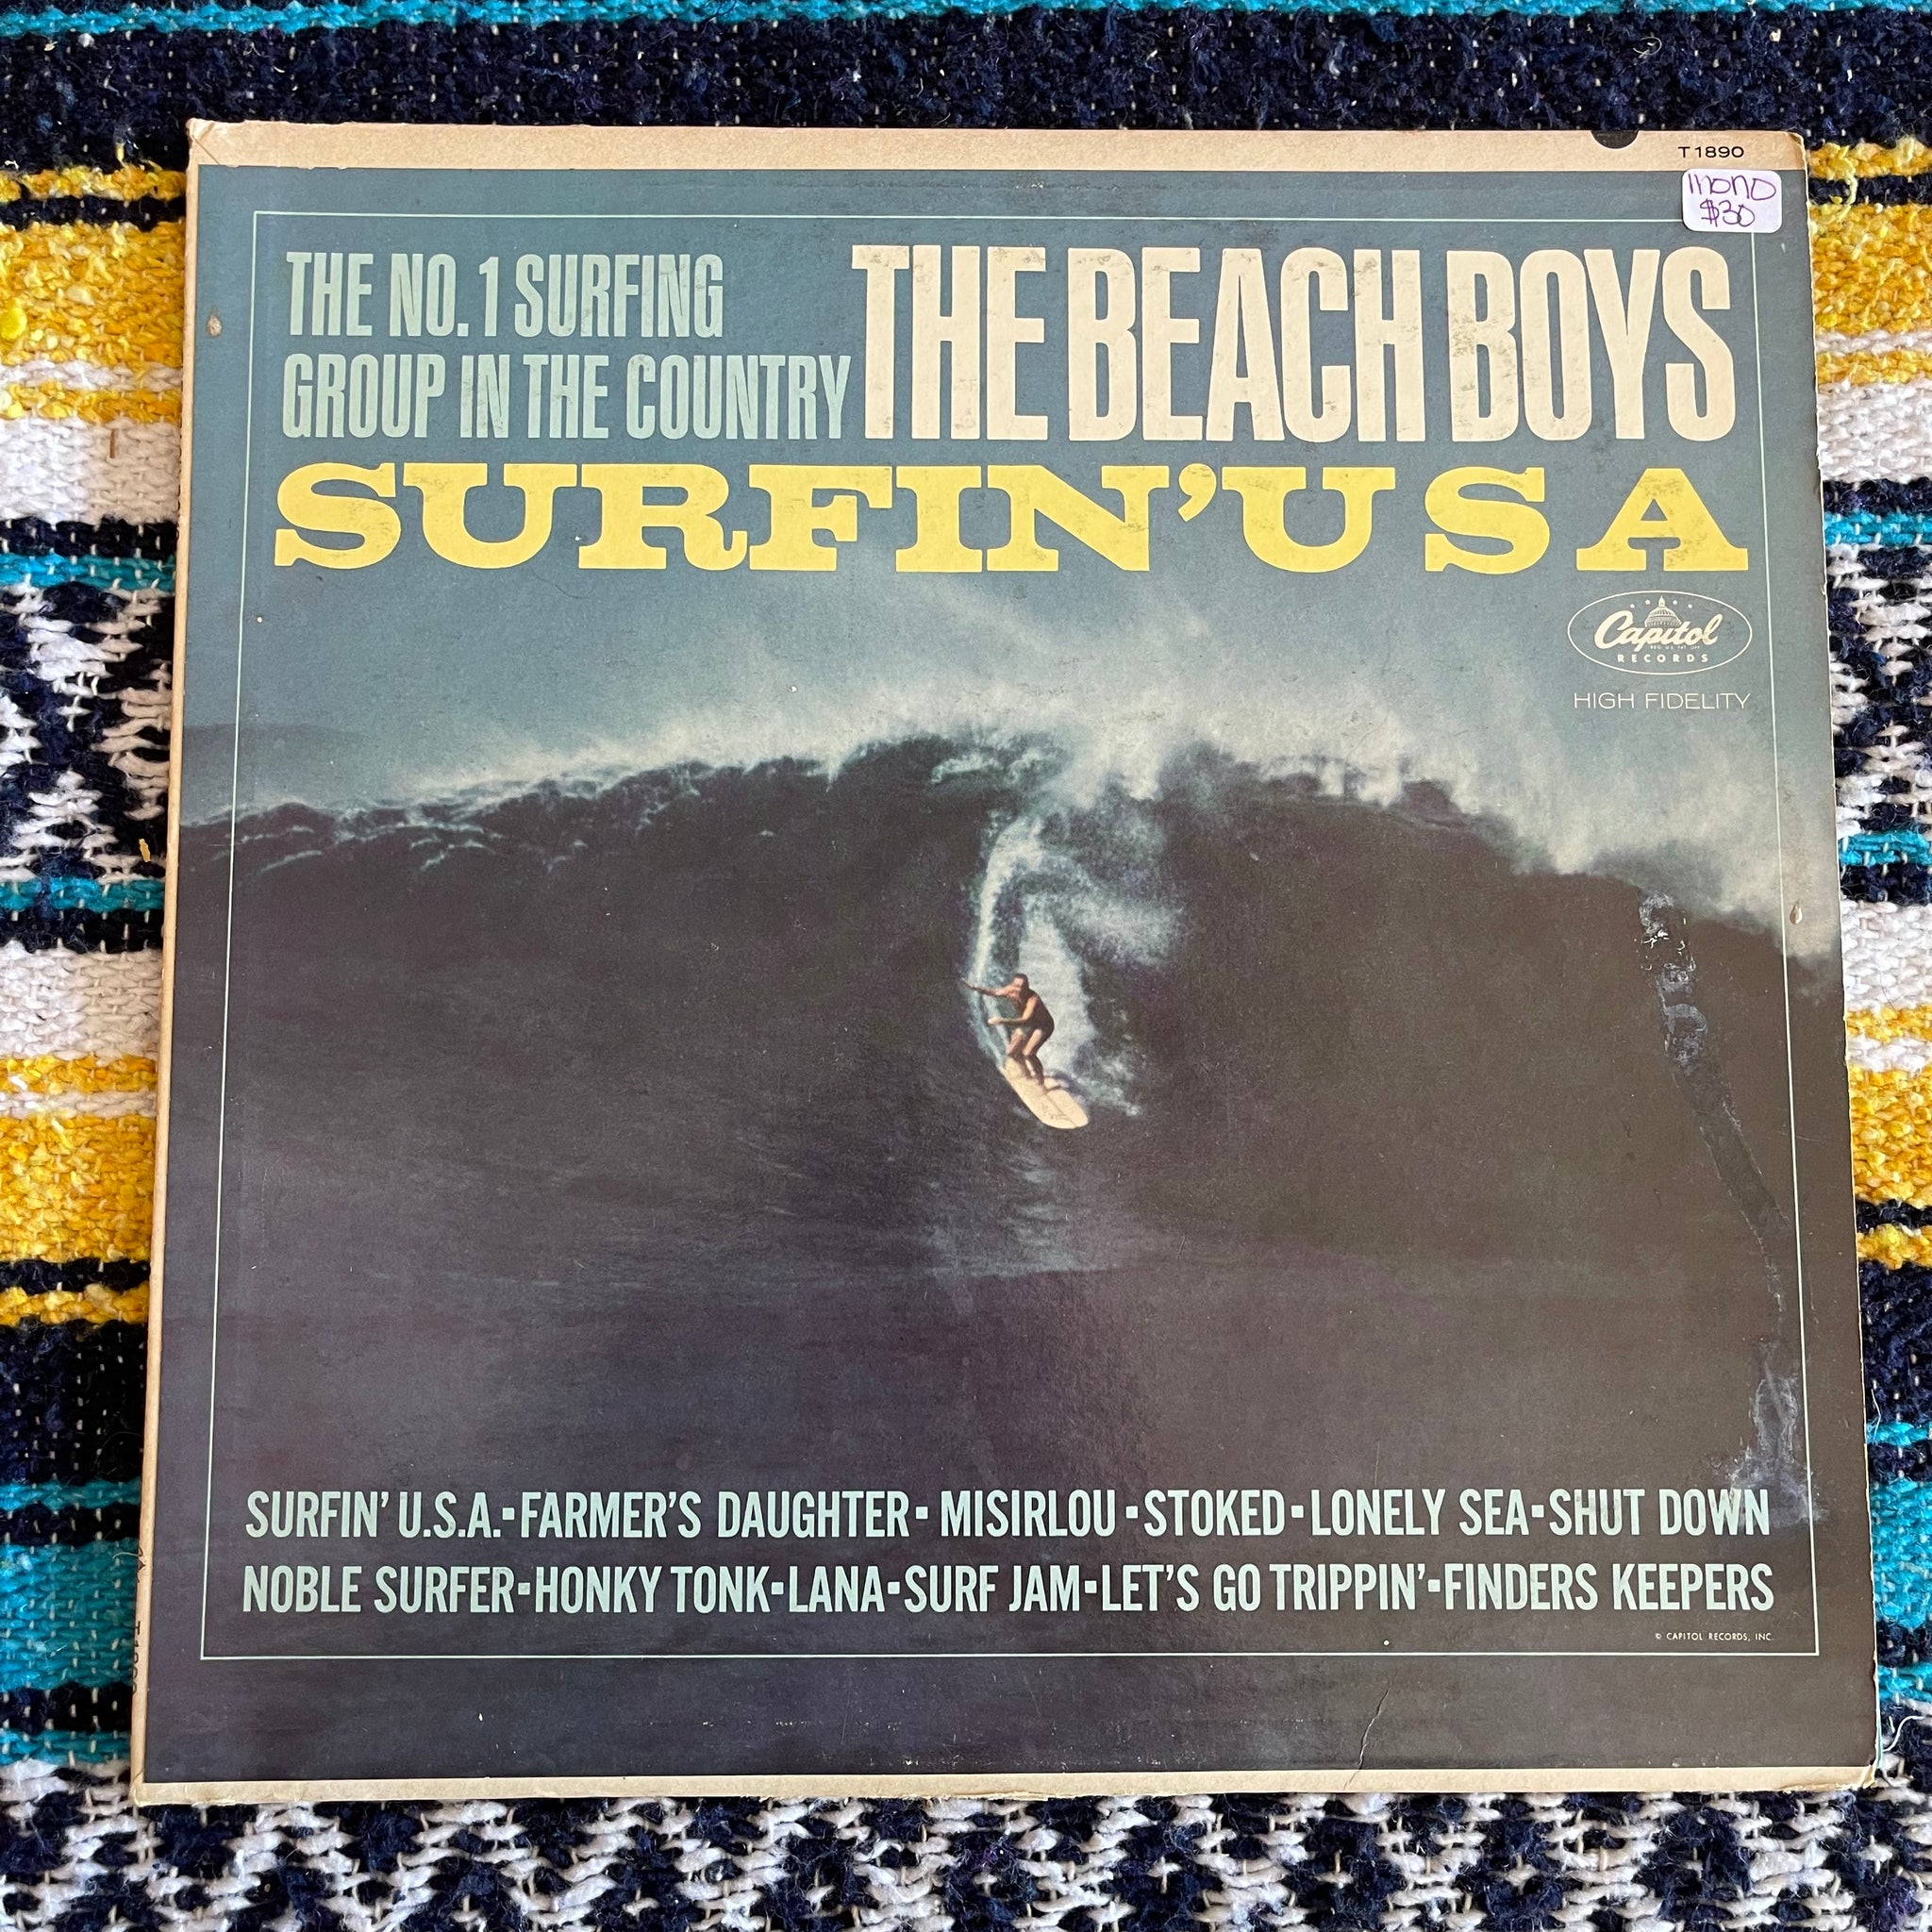 T1890
mono
$30
THE NO. 1 SURFING
GROUP IN THE COUNTRY
THE BEACH BOYS
SURFIN' U S A
Capitol
RECORDS
HIGH FIDELITY
SURFIN' U.S.A.▪FARMER'S DAUGHTER▪MISIRLOU▪STOKED▪LONELY SEA▪SHUT DOWN
NOBLE SURFER▪HONKY TONK▪LANA▪SURF JAM▪LET'S GO TRIPPIN'▪FINDERS KEEPERS
© CAPITOL RECORDS, INC.